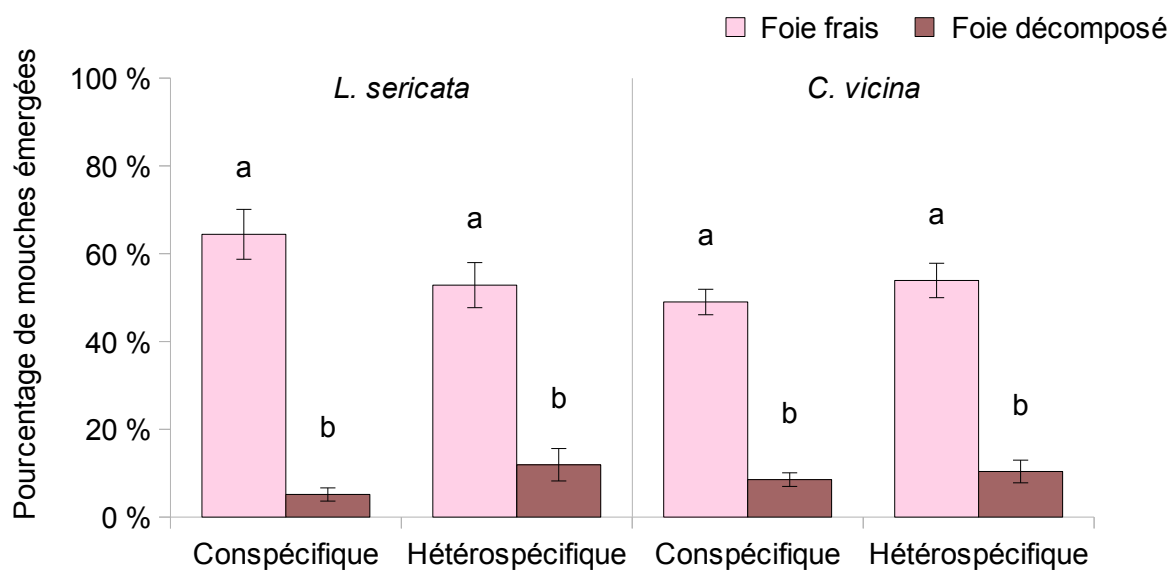 Foie frais Foie décomposé
Pourcentage de mouches émergées
100 %
80 %
60 %
40 %
20 %
0 %
L. sericata C. vicina
a
b
a
b
a
b
a
b
Conspécifique Hétérospécifique Conspécifique Hétérospécifique